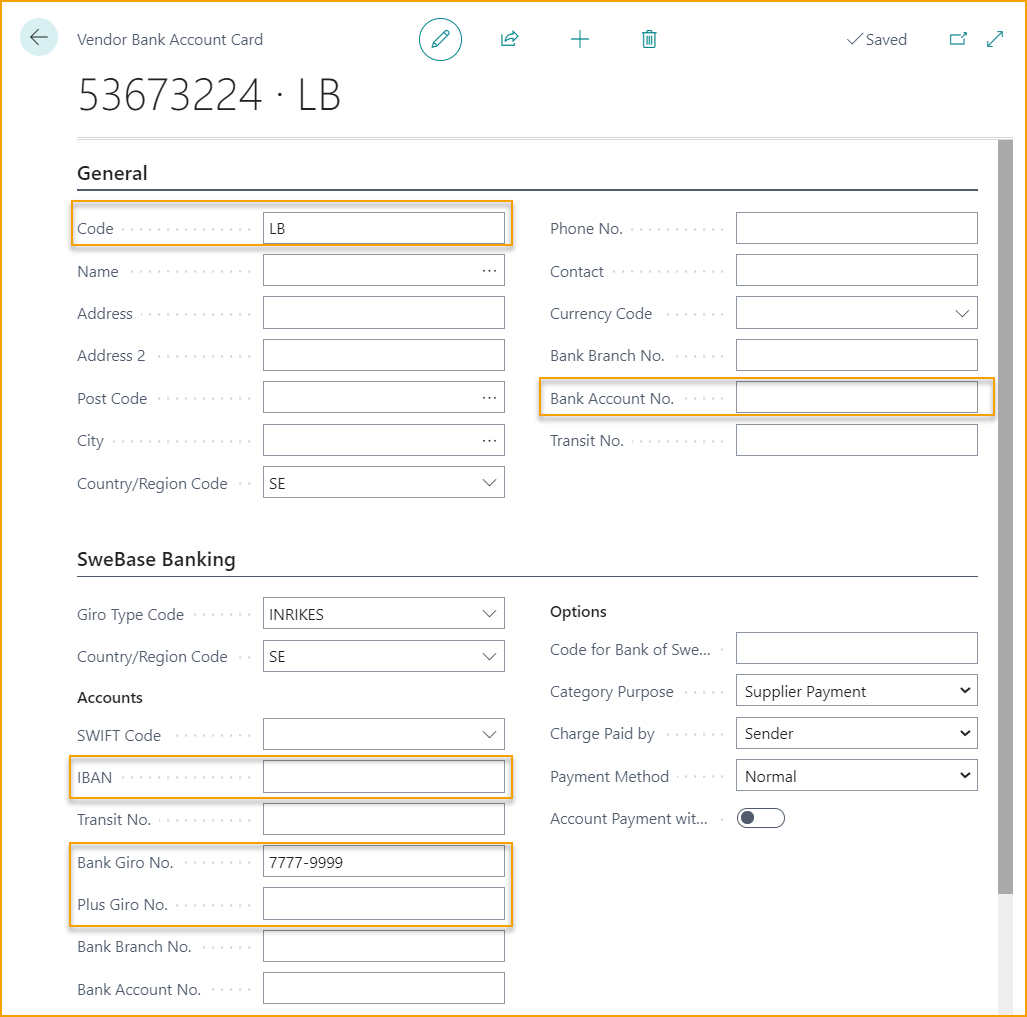 Vendor Bank Account Card
Saved
53673224 · LB
General
Code LB
Name
Address
Address 2
Post Code
City
Country/Region Code SE
Phone No.
Contact
Currency Code
Bank Branch No.
Bank Account No.
Transit No.
SweBase Banking
Giro Type Code INRIKES
Country/Region Code SE
Accounts
SWIFT Code
IBAN
Transit No.
Bank Giro No. 7777-9999
Plus Giro No.
Bank Branch No.
Bank Account No.
Options
Code for Bank of Swe...
Category Purpose Supplier Payment
Charge Paid by Sender
Payment Method Normal
Account Payment wit...